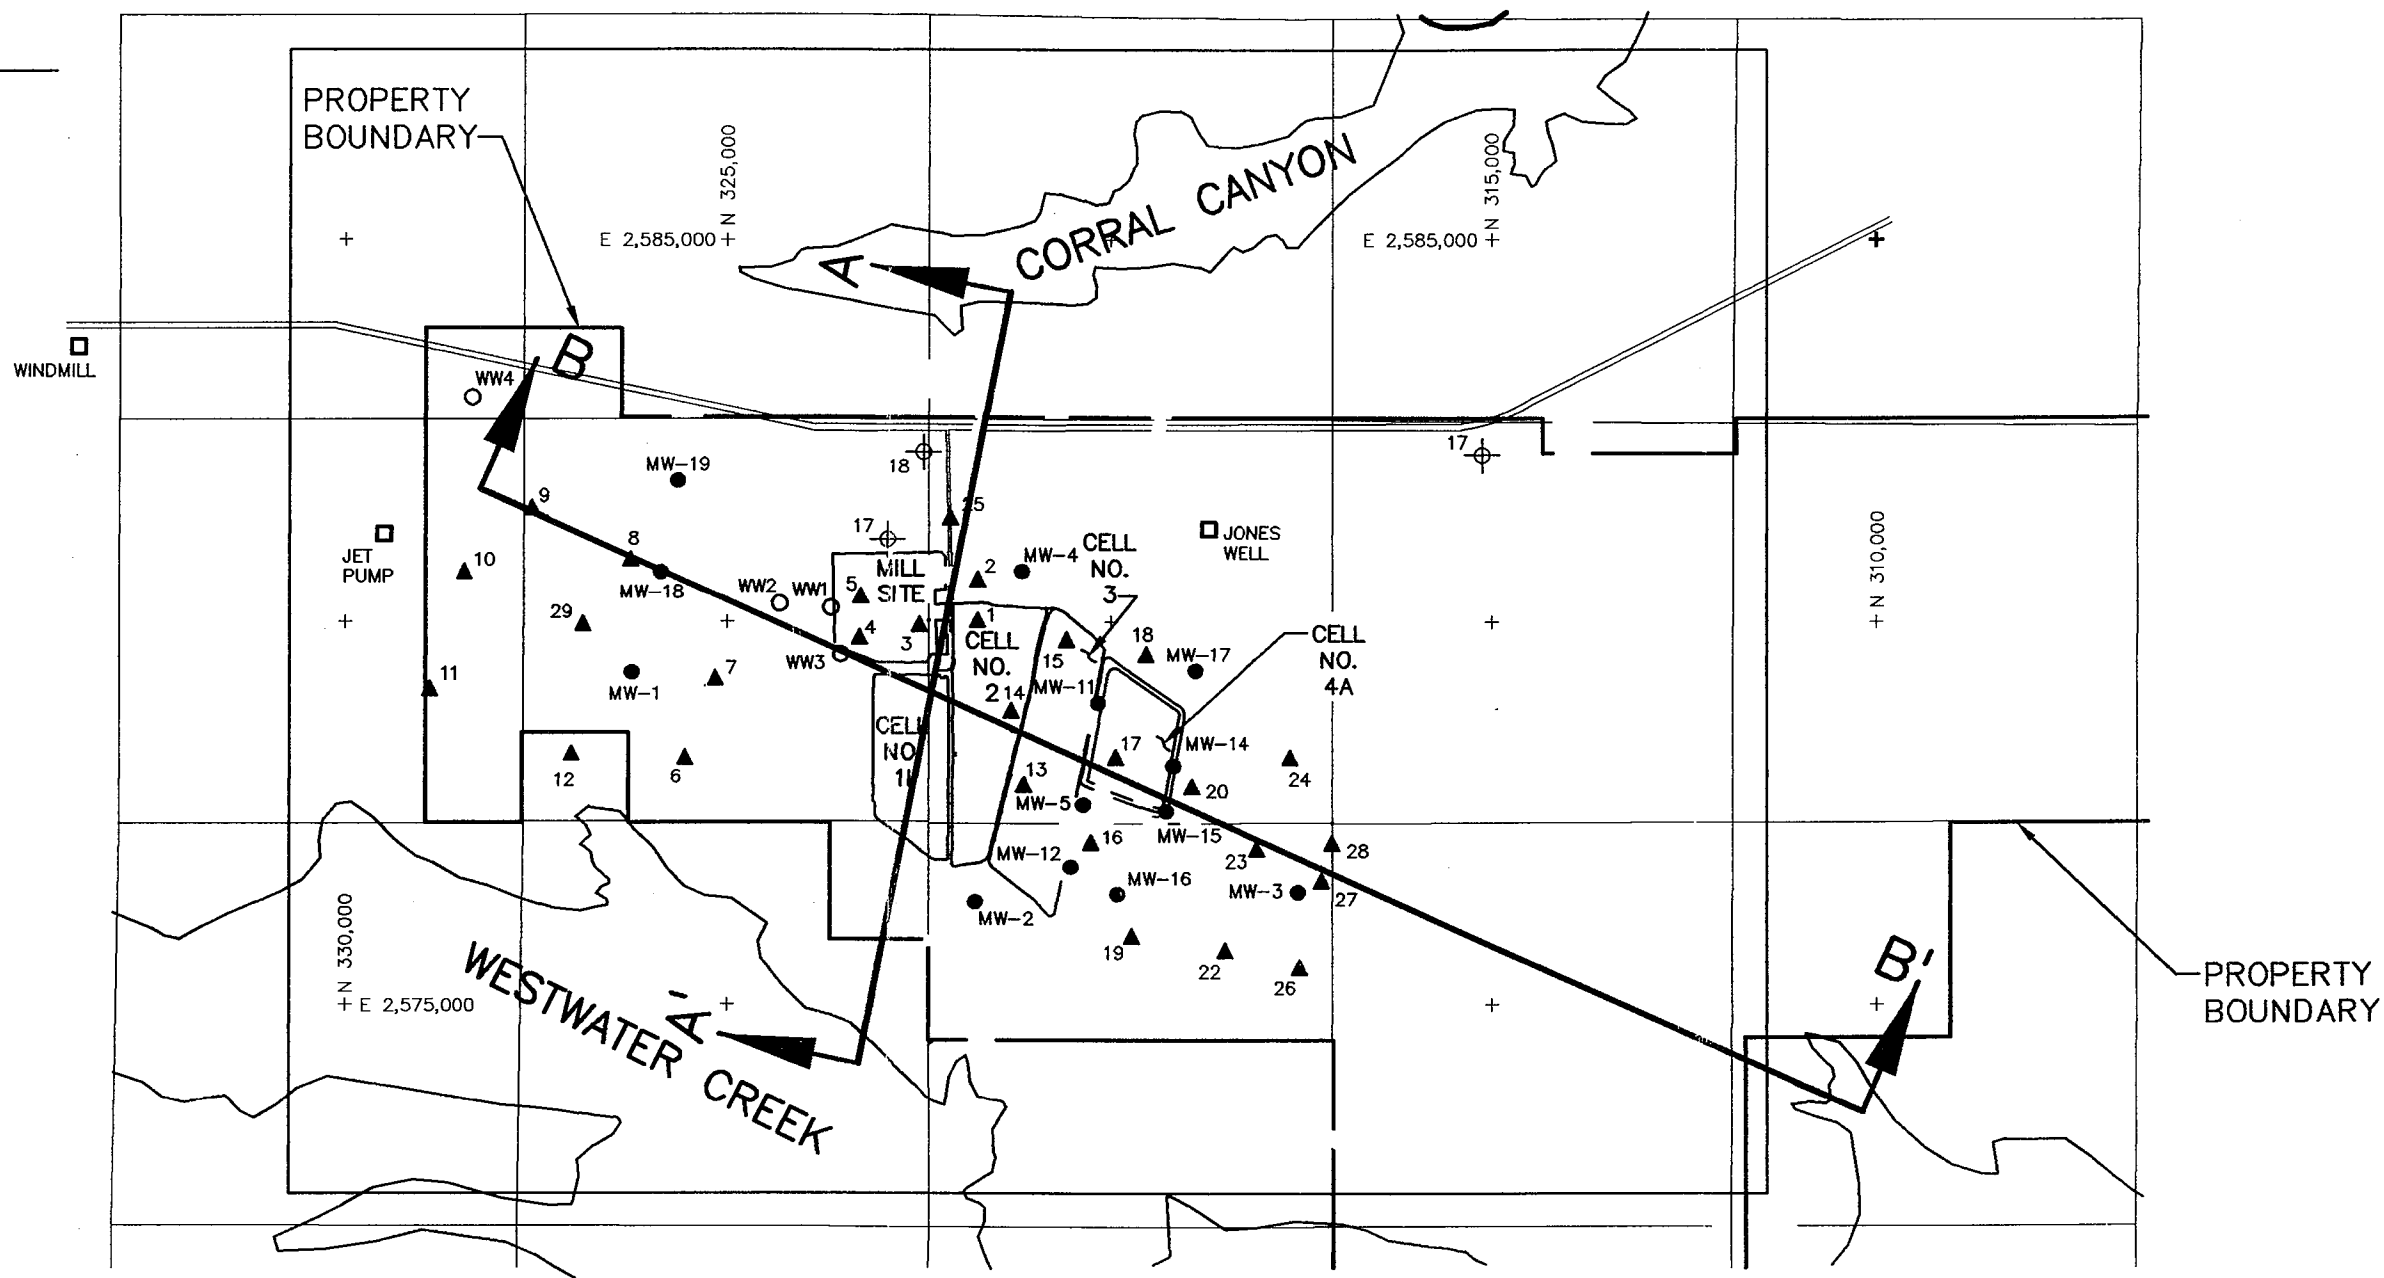 PROPERTY
BOUNDARY
N 325,000
E 2,585,000
CORRAL CANYON
N 315,000
E 2,585,000
A
B
WINDMILL
WW4
MW-19
18
17
9
25
17
JET
PUMP
10
8
MW-18
WW2
WW1
5
MILL
SITE
2
MW-4
CELL
NO.
3
JONES
WELL
N 310,000
29
4
3
1
CELL
NO.
2
15
18
MW-17
CELL
NO.
4A
WW3
11
MW-1
7
14
MW-11
CELL
NO
1I
12
6
13
17
MW-14
24
MW-5
20
16
MW-15
23
28
MW-12
MW-16
MW-3
27
MW-2
19
22
26
N 330,000
E 2,575,000
WESTWATER CREEK
A'
B'
PROPERTY
BOUNDARY